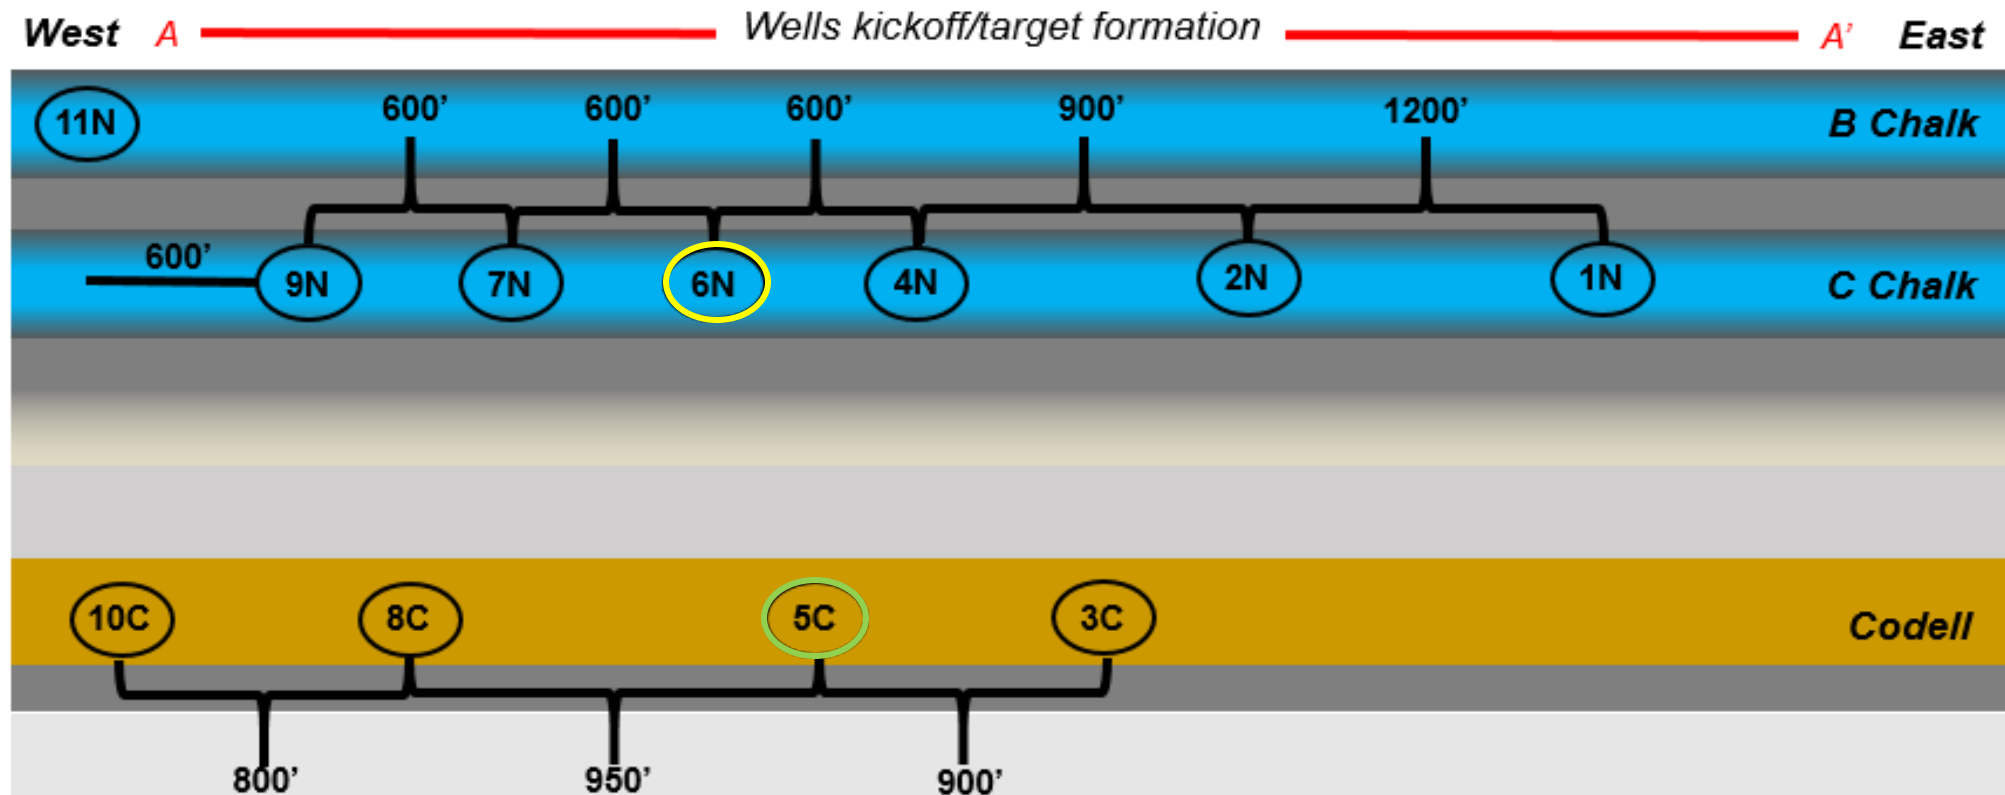 West A Wells kickoff/target formation A’ East
11N 600’ 600’ 600’ 900’ 1200’ B Chalk
600’ 9N 7N 6N 4N 2N 1N C Chalk
10C 8C 5C 3C Codell
800’ 950’ 900’